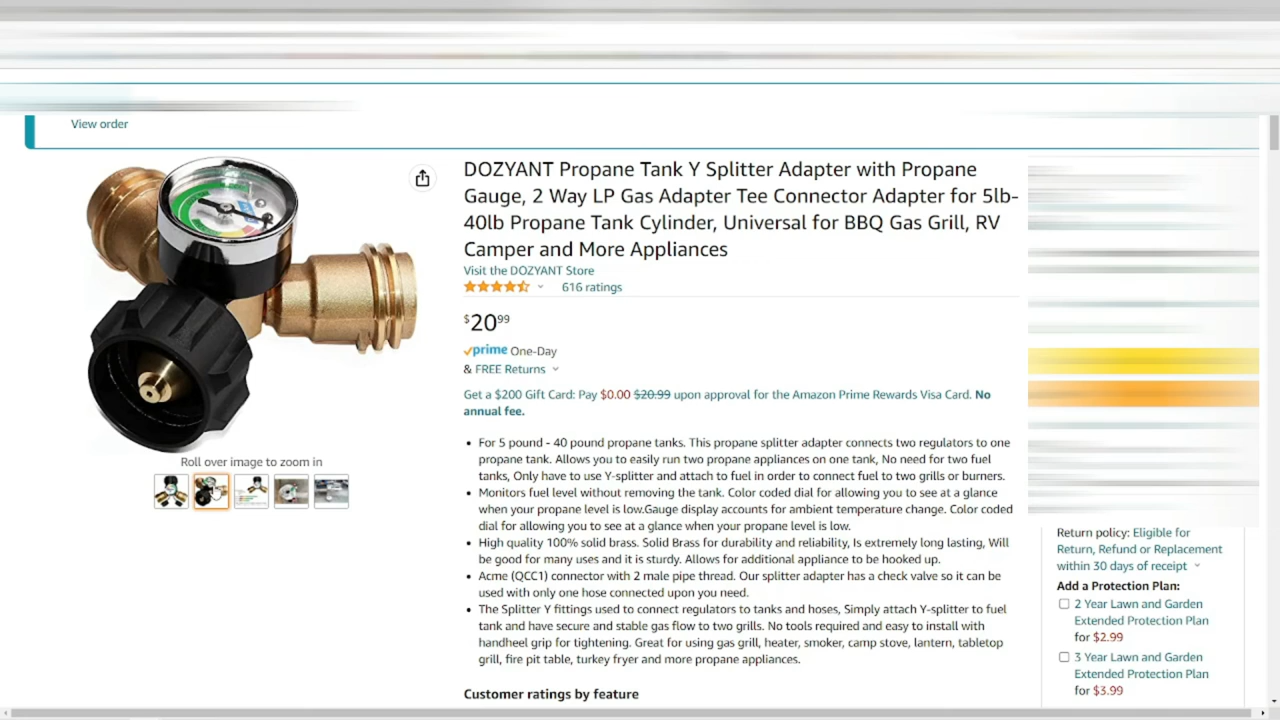 View order
DOZYANT Propane Tank Y Splitter Adapter with Propane
Gauge, 2 Way LP Gas Adapter Tee Connector Adapter for 5lb-
40lb Propane Tank Cylinder, Universal for BBQ Gas Grill, RV
Camper and More Appliances
Visit the DOZYANT Store
616 ratings
$20.99
prime One-Day
& FREE Returns
Get a $200 Gift Card: Pay $0.00 $20.99 upon approval for the Amazon Prime Rewards Visa Card. No
annual fee.
Roll over image to zoom in
• For 5 pound - 40 pound propane tanks. This propane splitter adapter connects two regulators to one
propane tank. Allows you to easily run two propane appliances on one tank, No need for two fuel
tanks, Only have to use Y-splitter and attach to fuel in order to connect fuel to two grills or burners.
• Monitors fuel level without removing the tank. Color coded dial for allowing you to see at a glance
when your propane level is low.Gauge display accounts for ambient temperature change. Color coded
dial for allowing you to see at a glance when your propane level is low.
• High quality 100% solid brass. Solid Brass for durability and reliability, Is extremely long lasting, Will
be good for many uses and it is sturdy. Allows for additional appliance to be hooked up.
• Acme (QCC1) connector with 2 male pipe thread. Our splitter adapter has a check valve so it can be
used with only one hose connected upon you need.
• The Splitter Y fittings used to connect regulators to tanks and hoses, Simply attach Y-splitter to fuel
tank and have secure and stable gas flow to two grills. No tools required and easy to install with
handheel grip for tightening. Great for using gas grill, heater, smoker, camp stove, lantern, tabletop
grill, fire pit table, turkey fryer and more propane appliances.
Customer ratings by feature
Return policy: Eligible for
Return, Refund or Replacement
within 30 days of receipt
Add a Protection Plan:
2 Year Lawn and Garden
Extended Protection Plan
for $2.99
3 Year Lawn and Garden
Extended Protection Plan
for $3.99